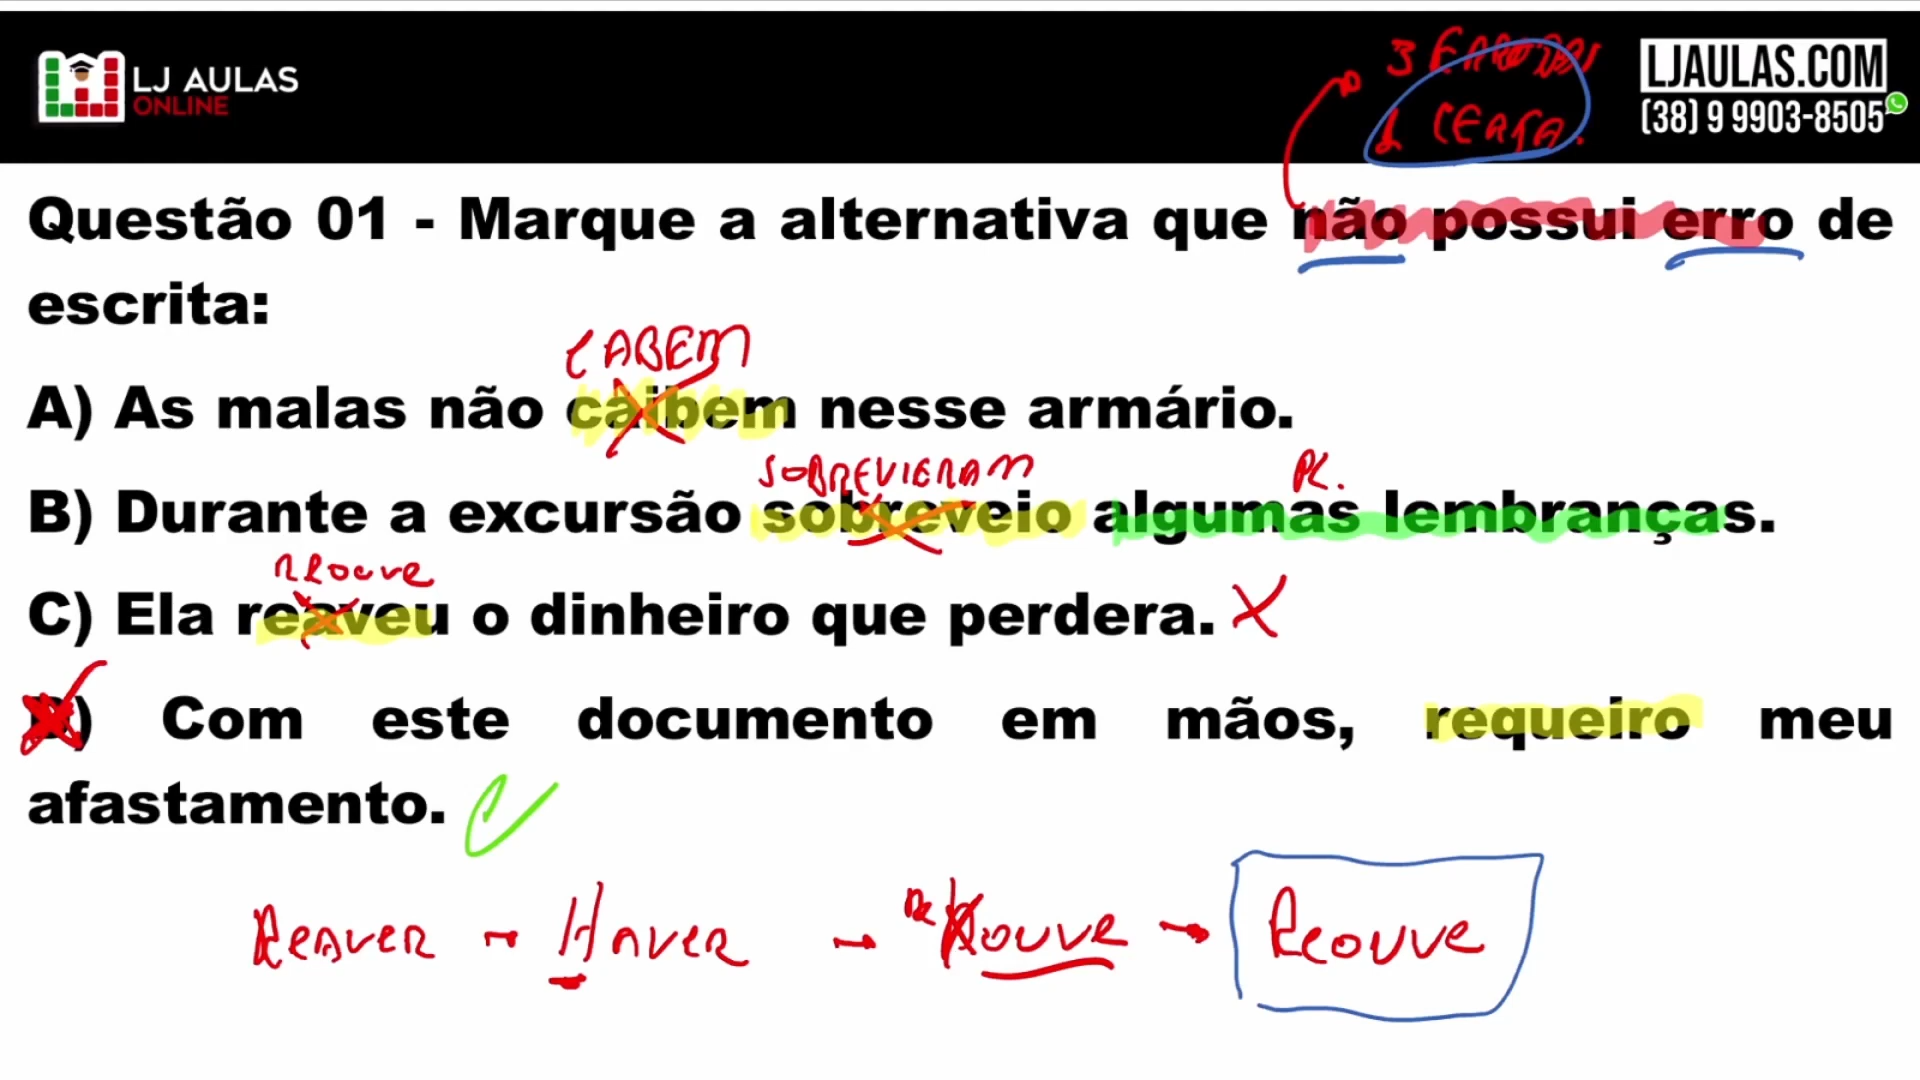 LJ AULAS
ONLINE
1 CERTA.
LJAULAS.COM
(38) 9 9903-8505
Questão 01 - Marque a alternativa que não possui erro de
escrita:
CABEM
A) As malas não caibem nesse armário.
SOBREVIERAM
B) Durante a excursão sobreveio algumas lembranças.
REOUVE
C) Ela reaveu o dinheiro que perdera.
D) Com este documento em mãos, requeiro meu
afastamento.
REAVER HAVER HOUVE REOUVE